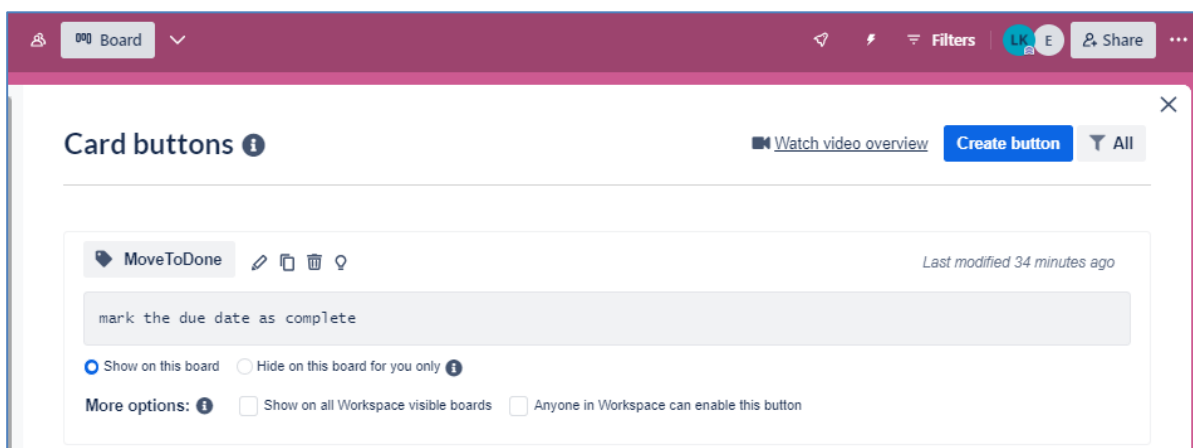 Board
Filters
LK
E
Share
Card buttons
Watch video overview
Create button
All
MoveToDone
Last modified 34 minutes ago
mark the due date as complete
Show on this board
Hide on this board for you only
More options:
Show on all Workspace visible boards
Anyone in Workspace can enable this button